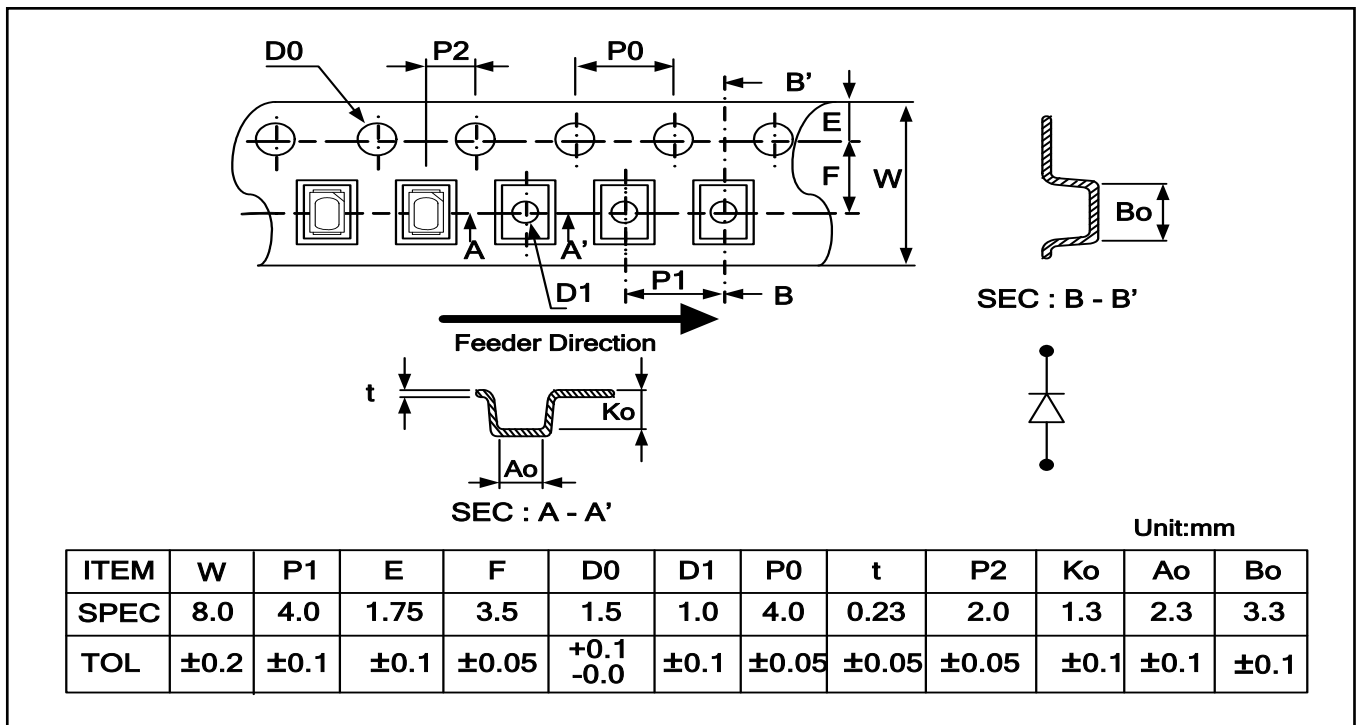 D0 P2 P0 B’
E
F W
A A’
D1 P1 B
Feeder Direction
Bo
SEC : B - B’
t Ko
Ao
SEC : A - A’
Unit:mm
ITEM W P1 E F D0 D1 P0 t P2 Ko Ao Bo
SPEC 8.0 4.0 1.75 3.5 1.5 1.0 4.0 0.23 2.0 1.3 2.3 3.3
TOL ±0.2 ±0.1 ±0.1 ±0.05 +0.1 -0.0 ±0.1 ±0.05 ±0.05 ±0.05 ±0.1 ±0.1 ±0.1